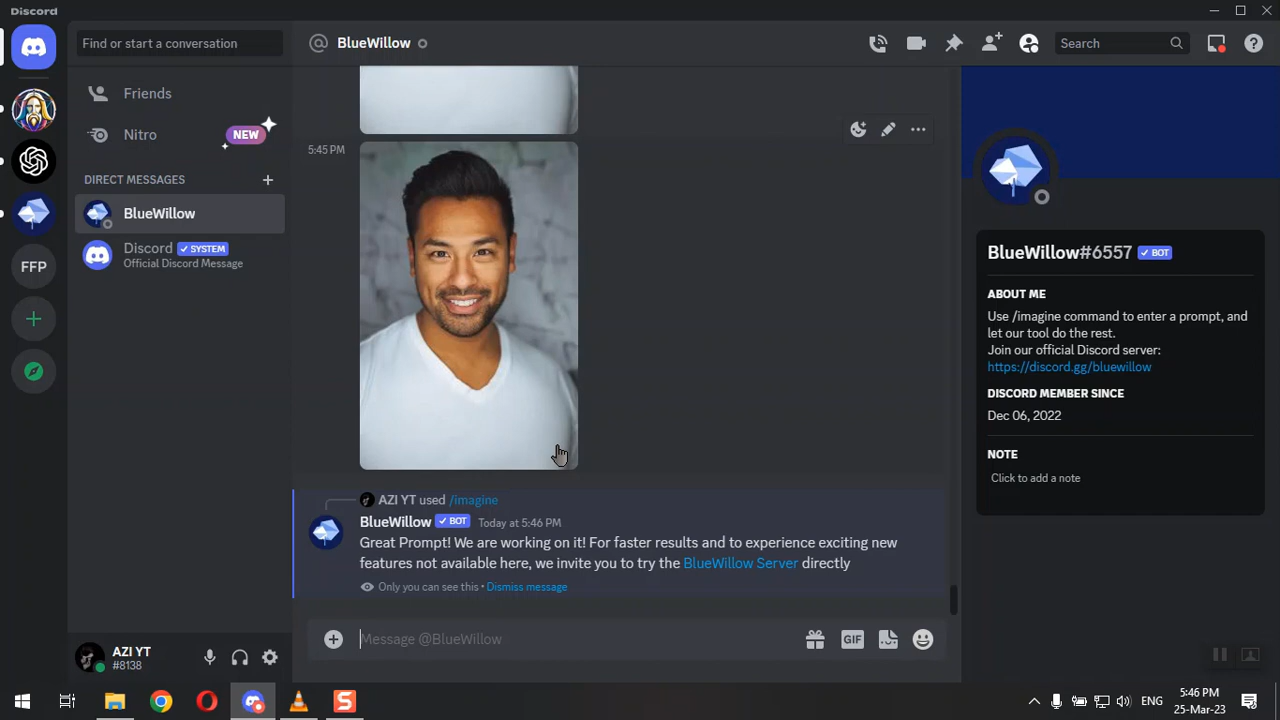 Discord
Find or start a conversation
Friends
Nitro
NEW
DIRECT MESSAGES
BlueWillow
Discord ✓ SYSTEM
Official Discord Message
FFP
AZI YT
#8138
BlueWillow
Search
5:45 PM
AZI YT used /imagine
BlueWillow ✓ BOT Today at 5:46 PM
Great Prompt! We are working on it! For faster results and to experience exciting new
features not available here, we invite you to try the BlueWillow Server directly
Only you can see this • Dismiss message
Message @BlueWillow
GIF
BlueWillow#6557 ✓ BOT
ABOUT ME
Use /imagine command to enter a prompt, and
let our tool do the rest.
Join our official Discord server:
https://discord.gg/bluewillow
DISCORD MEMBER SINCE
Dec 06, 2022
NOTE
Click to add a note
S
ENG
5:46 PM
25-Mar-23